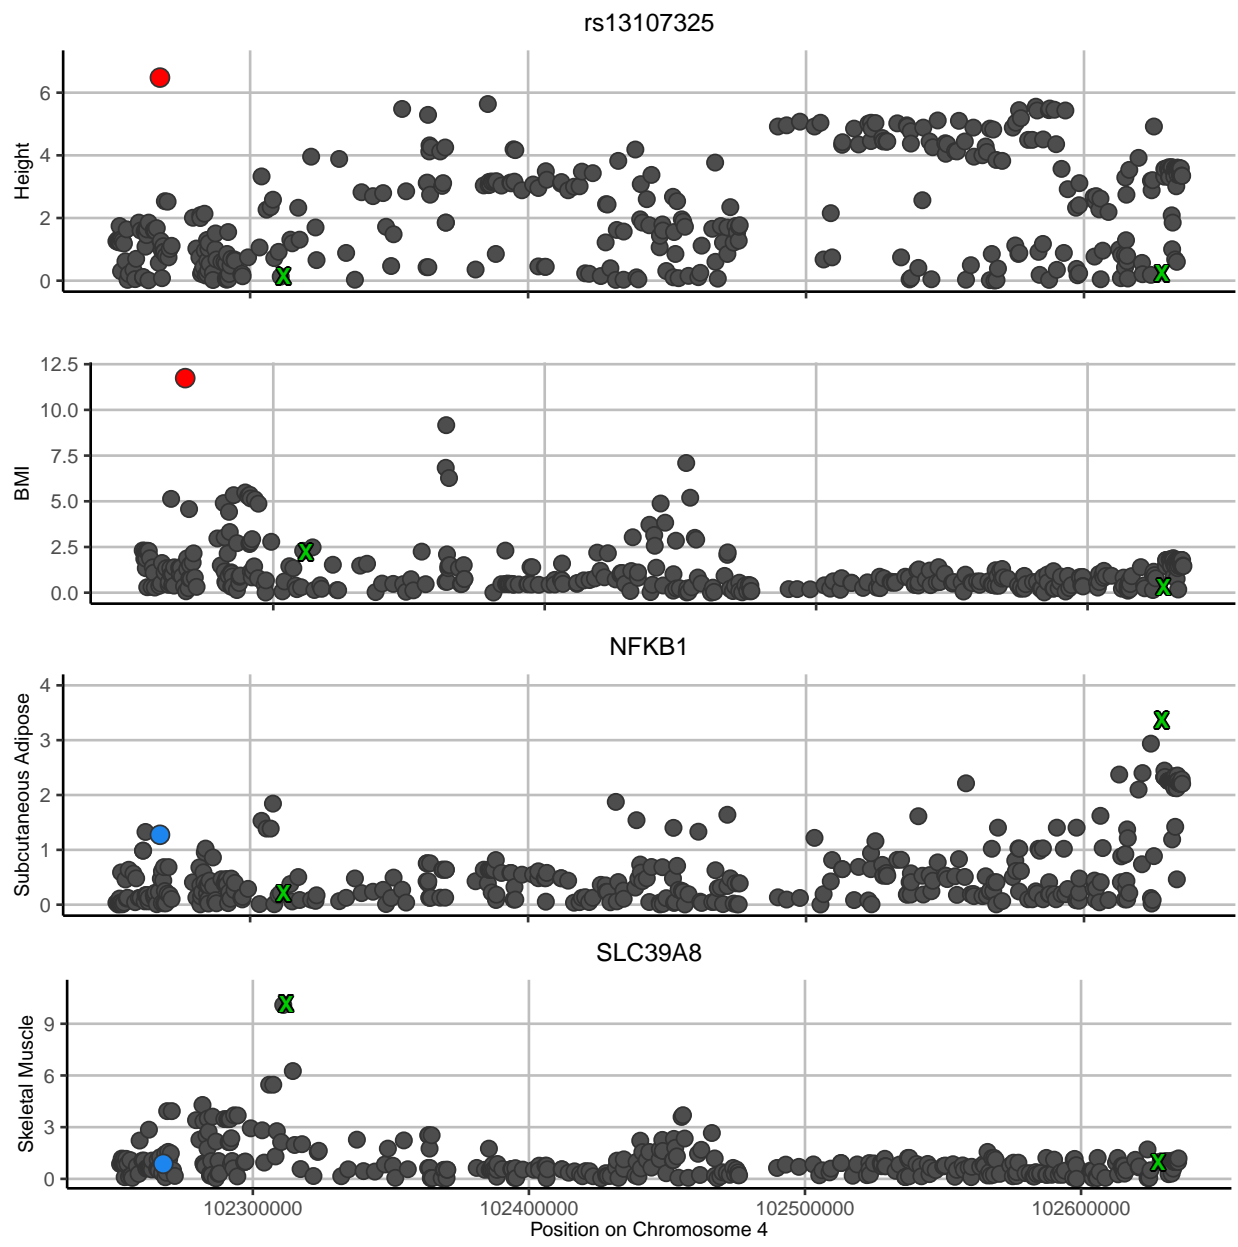 rs13107325
6
4
2
0
Height
12.5
10.0
7.5
5.0
2.5
0.0
BMI
NFKB1
4
3
2
1
0
Subcutaneous Adipose
SLC39A8
9
6
3
0
Skeletal Muscle
102300000 102400000 102500000 102600000
Position on Chromosome 4